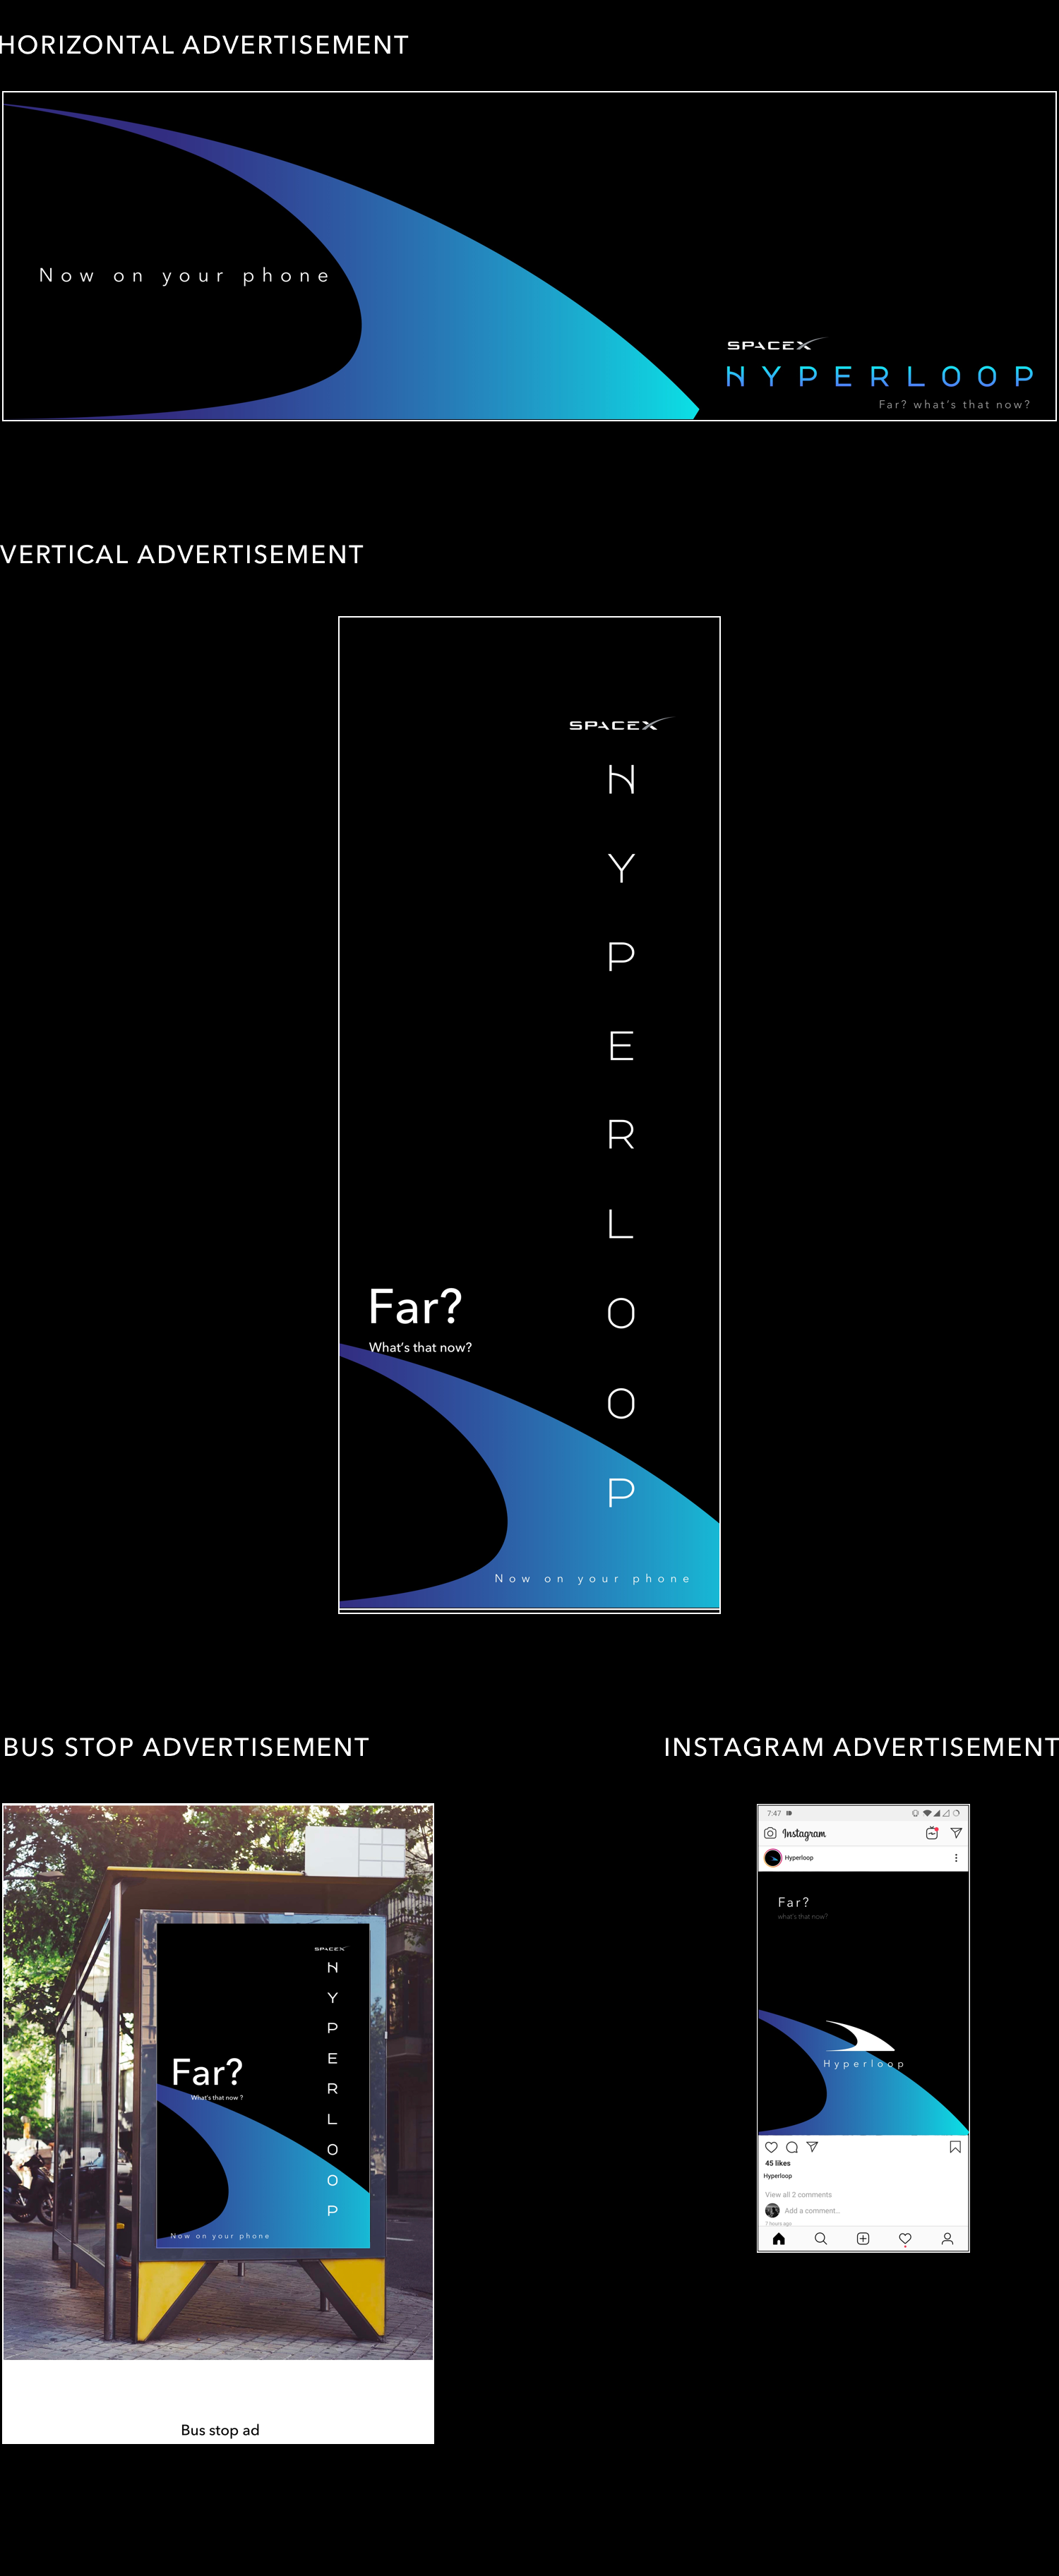 HORIZONTAL ADVERTISEMENT
Now on your phone
SPACEX
HYPERLOOP
Far? what's that now?
VERTICAL ADVERTISEMENT
SPACEX
H
Y
P
E
R
L
O
O
P
Far?
What's that now?
Now on your phone
BUS STOP ADVERTISEMENT
INSTAGRAM ADVERTISEMENT
SPACEX
H
Y
P
E
R
L
O
O
P
Far?
What's that now ?
Now on your phone
Bus stop ad
7:47
Instagram
Hyperloop
Far?
what's that now?
Hyperloop
45 likes
Hyperloop
View all 2 comments
Add a comment...
7 hours ago